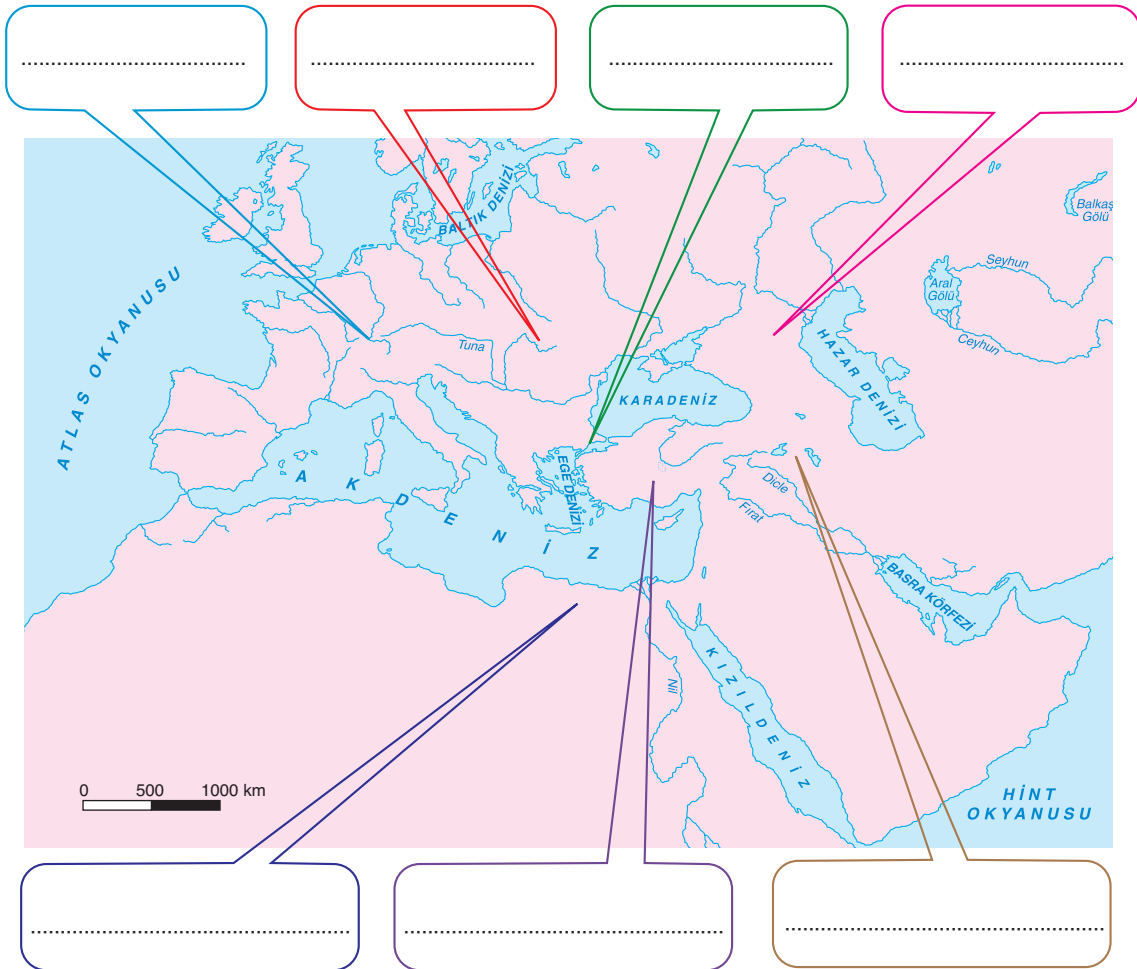 ........................................
........................................
........................................
........................................
BALTIK DENİZİ
Balkaş
Gölü
Seyhun
Aral
Gölü
Ceyhun
ATLAS OKYANUSU
Tuna
HAZAR DENİZİ
KARADENİZ
AKDENİZ
EGE DENİZİ
Dicle
Fırat
BASRA KÖRFEZİ
KIZILDENİZ
Nil
0 500 1000 km
HİNT
OKYANUSU
........................................
........................................
........................................